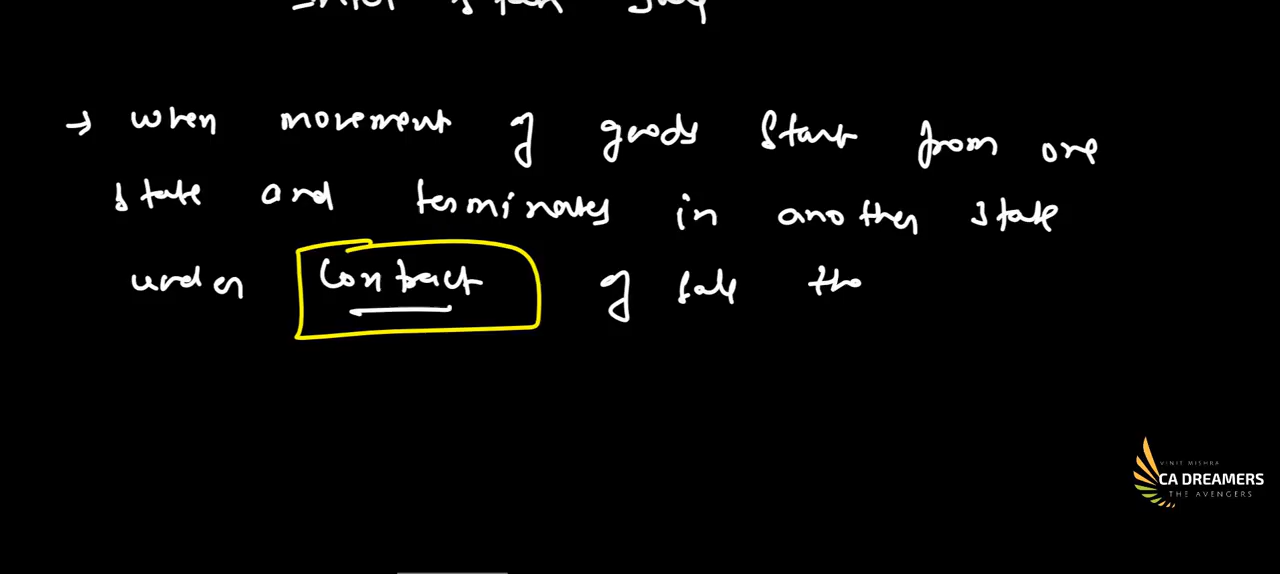 → when movement of goods start from one
state and terminates in another state
under Contract of sale the
VINIT MISHRA
CA DREAMERS
THE AVENGERS